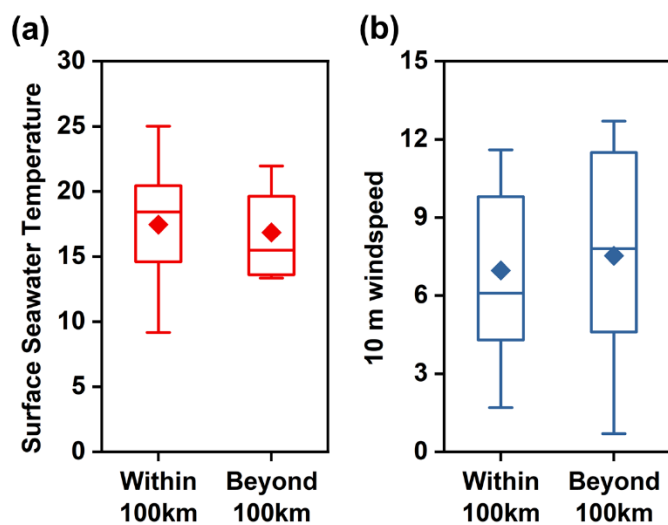 (a)
Surface Seawater Temperature
30
25
20
15
10
5
0
Within
100km
Beyond
100km
(b)
10 m windspeed
15
12
9
6
3
0
Within
100km
Beyond
100km